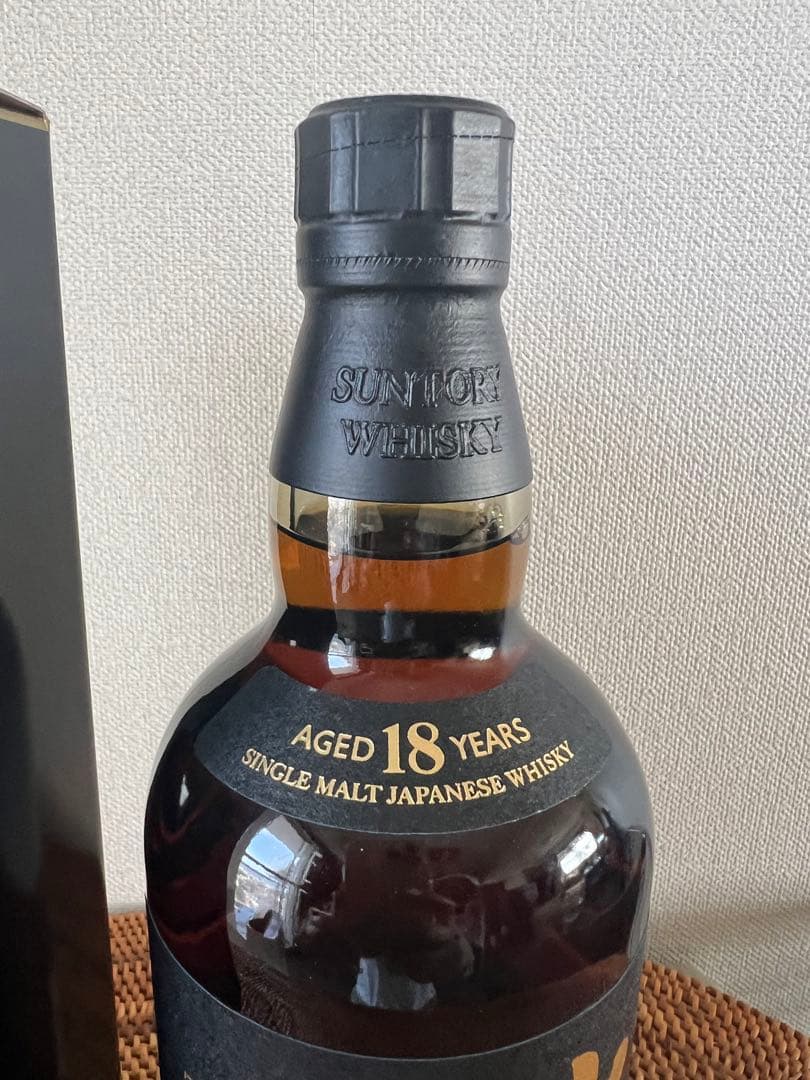 SUNTORY
WHISKY
AGED 18 YEARS
SINGLE MALT JAPANESE WHISKY